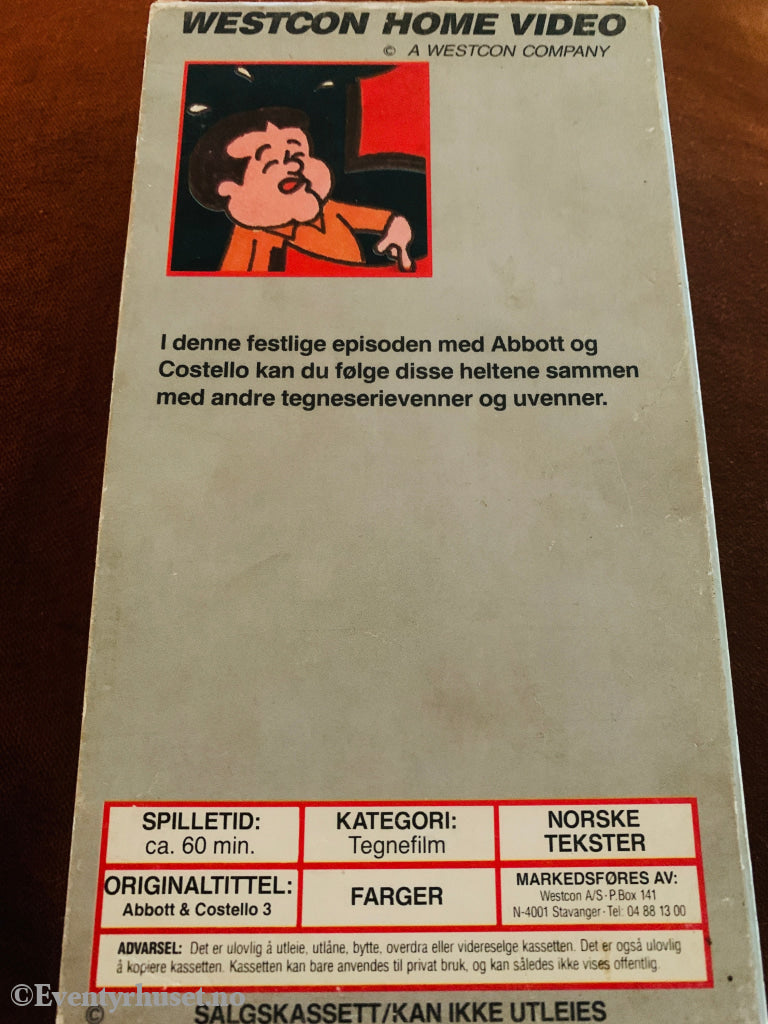 WESTCON HOME VIDEO
© A WESTCON COMPANY
I denne festlige episoden med Abbott og
Costello kan du følge disse heltene sammen
med andre tegneserievenner og uvenner.
SPILLETID:
ca. 60 min.
KATEGORI:
Tegnefilm
NORSKE
TEKSTER
ORIGINALTITTEL:
Abbott & Costello 3
FARGER
MARKEDSFØRES AV:
Westcon A/S · P.Box 141
N-4001 Stavanger · Tel: 04 88 13 00
ADVARSEL: Det er ulovlig å utleie, utlåne, bytte, overdra eller videreselge kassetten. Det er også ulovlig
å kopiere kassetten. Kassetten kan bare anvendes til privat bruk, og kan således ikke vises offentlig.
©Eventyrhuset.no
© SALGSKASSETT/KAN IKKE UTLEIES